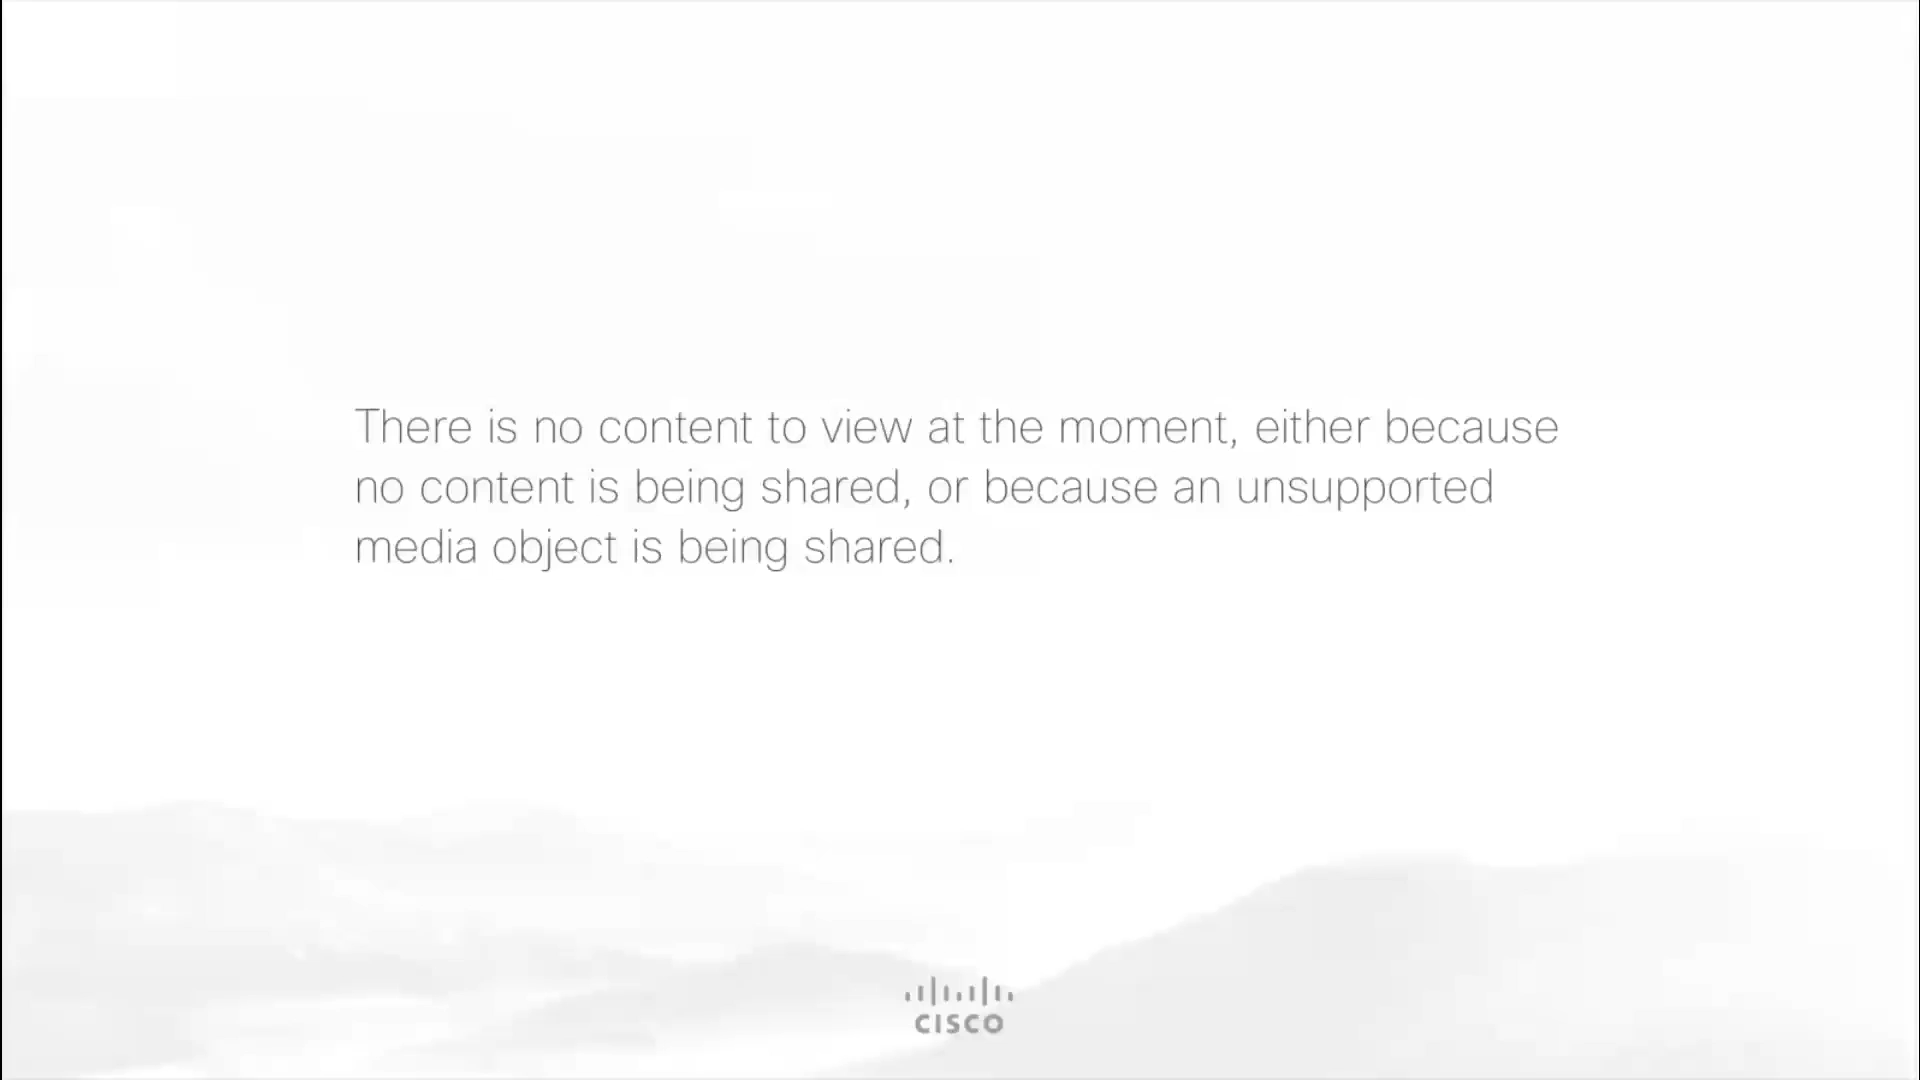 There is no content to view at the moment, either because
no content is being shared, or because an unsupported
media object is being shared.
CISCO